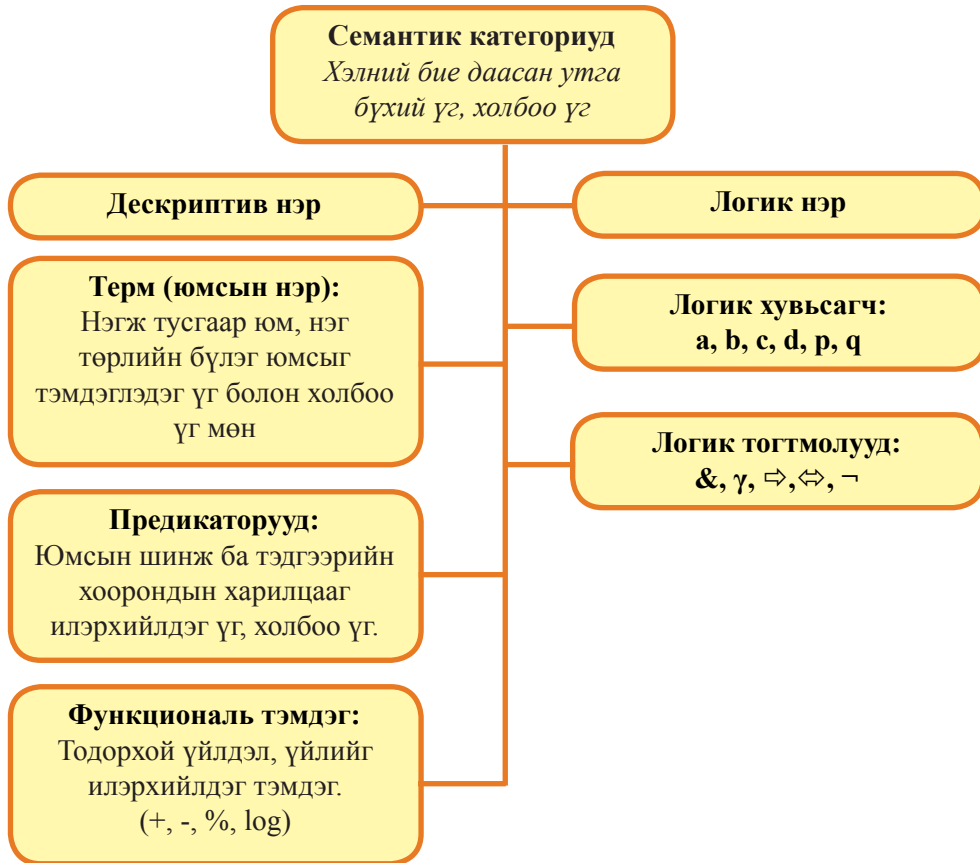 Семантик категориуд
Хэлний бие даасан утга
бүхий үг, холбоо үг
Дескриптив нэр
Логик нэр
Терм (юмсын нэр):
Нэгж тусгаар юм, нэг
төрлийн бүлэг юмсыг
тэмдэглэдэг үг болон холбоо
үг мөн
Логик хувьсагч:
a, b, c, d, p, q
Логик тогтмолууд:
&, γ, ⇨,⬄, ¬
Предикаторууд:
Юмсын шинж ба тэдгээрийн
хоорондын харилцааг
илэрхийлдэг үг, холбоо үг.
Функциональ тэмдэг:
Тодорхой үйлдэл, үйлийг
илэрхийлдэг тэмдэг.
(+, -, %, log)